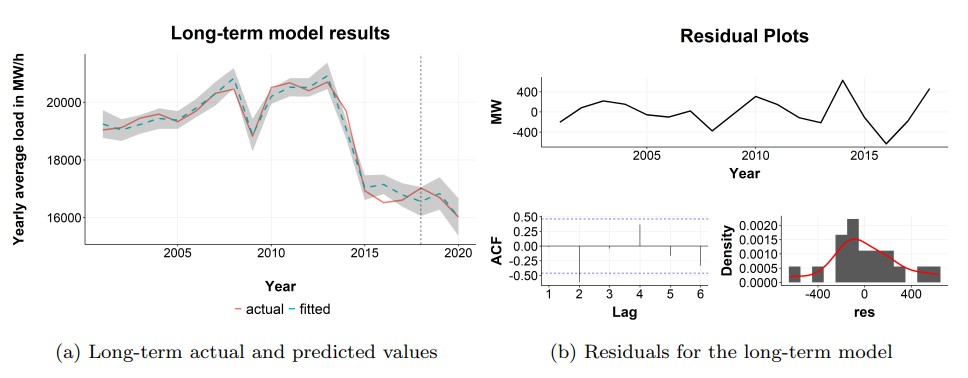 Long-term model results
Yearly average load in MW/h
20000
18000
16000
2005 2010 2015 2020
Year
actual fitted
(a) Long-term actual and predicted values
Residual Plots
MW
400
0
-400
2005 2010 2015
Year
ACF
0.50
0.25
0.00
-0.25
-0.50
1 2 3 4 5 6
Lag
Density
0.0020
0.0015
0.0010
0.0005
0.0000
-400 0 400
res
(b) Residuals for the long-term model